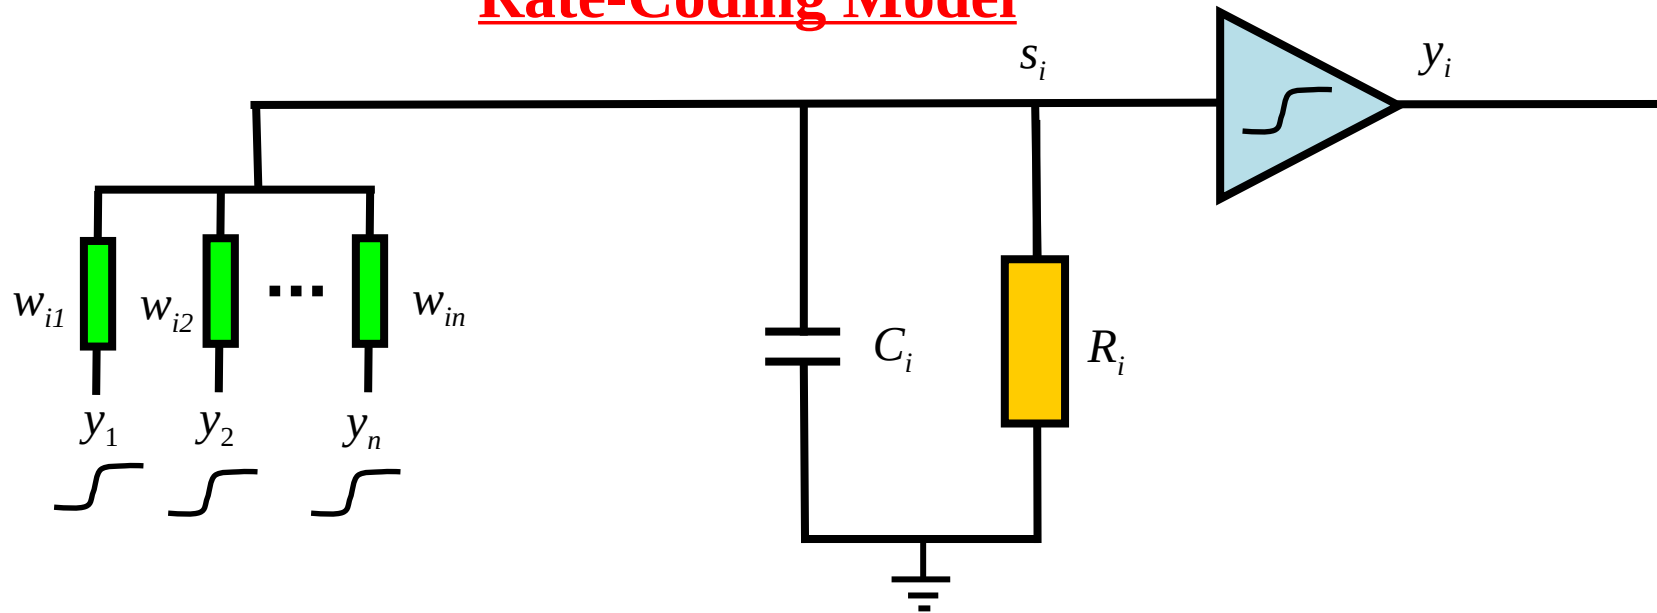 Rate-Coding Model
s_i
y_i
w_i1 w_i2 ... w_in
C_i
R_i
y_1 y_2 y_n